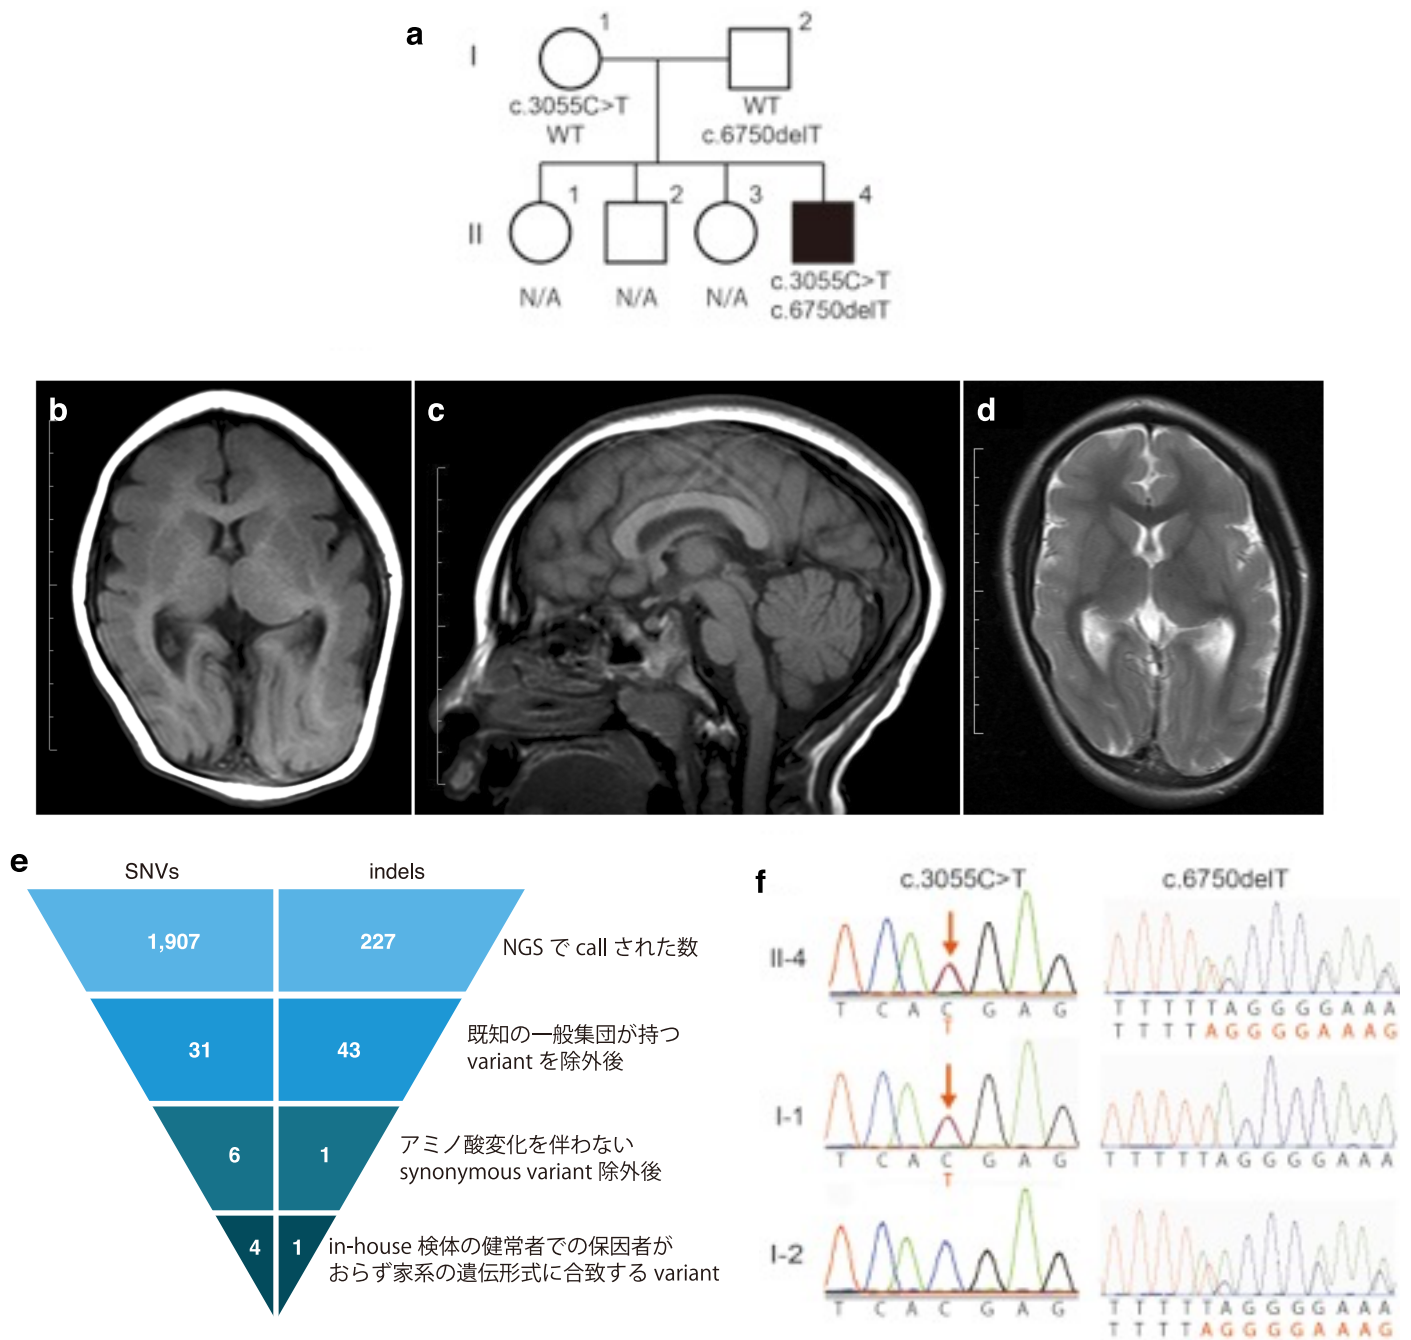 a
1
2
I
c.3055C>T
WT
WT
c.6750delT
1
2
3
4
II
N/A
N/A
N/A
c.3055C>T
c.6750delT
b
c
d
e
SNVs
indels
1,907
227
NGS で call された数
31
43
既知の一般集団が持つ
variant を除外後
6
1
アミノ酸変化を伴わない
synonymous variant 除外後
4
1
in-house 検体の健常者での保因者が
おらず家系の遺伝形式に合致する variant
f
c.3055C>T
c.6750delT
II-4
T C A C G A G
T
T T T T T A G G G G A A A
T T T T A G G G G A A A G
I-1
T C A C G A G
T
T T T T T A G G G G A A A
I-2
T C A C G A G
T T T T T A G G G G A A A
T T T T A G G G G A A A G